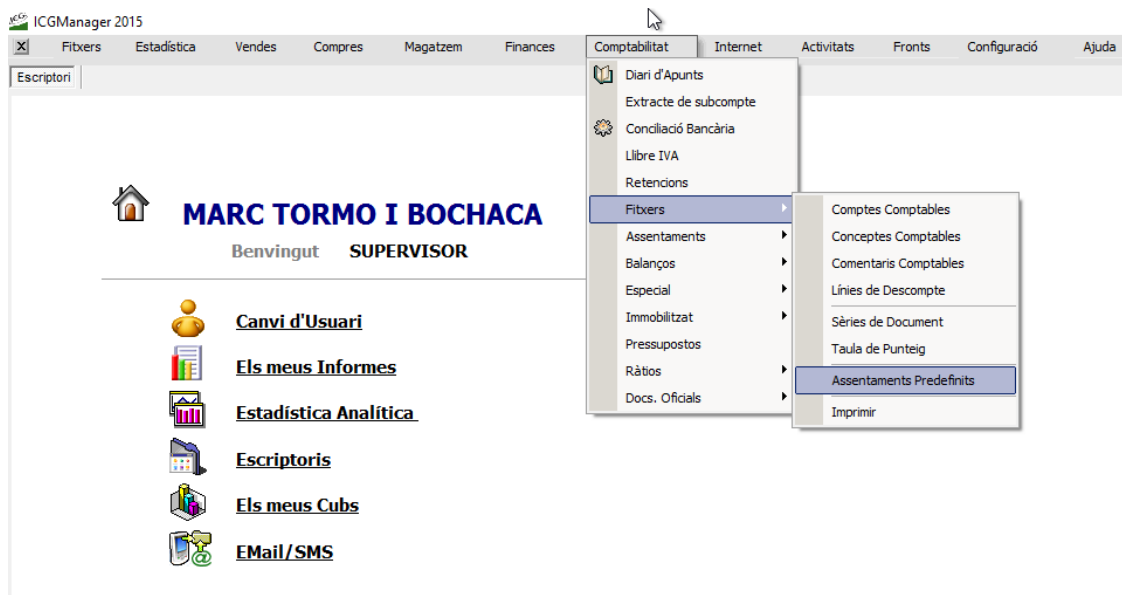 ICGManager 2015
Fitxers Estadística Vendes Compres Magatzem Finances Comptabilitat Internet Activitats Fronts Configuració Ajuda
Escriptori
Diari d'Apunts
Extracte de subcompte
Conciliació Bancària
Llibre IVA
Retencions
Fitxers
Assentaments
Balanços
Especial
Immobilitzat
Pressupostos
Ràtios
Docs. Oficials
Comptes Comptables
Conceptes Comptables
Comentaris Comptables
Línies de Descompte
Sèries de Document
Taula de Punteig
Assentaments Predefinits
Imprimir
MARC TORMO I BOCHACA
Benvingut SUPERVISOR
Canvi d'Usuari
Els meus Informes
Estadística Analítica
Escriptoris
Els meus Cubs
EMail/SMS